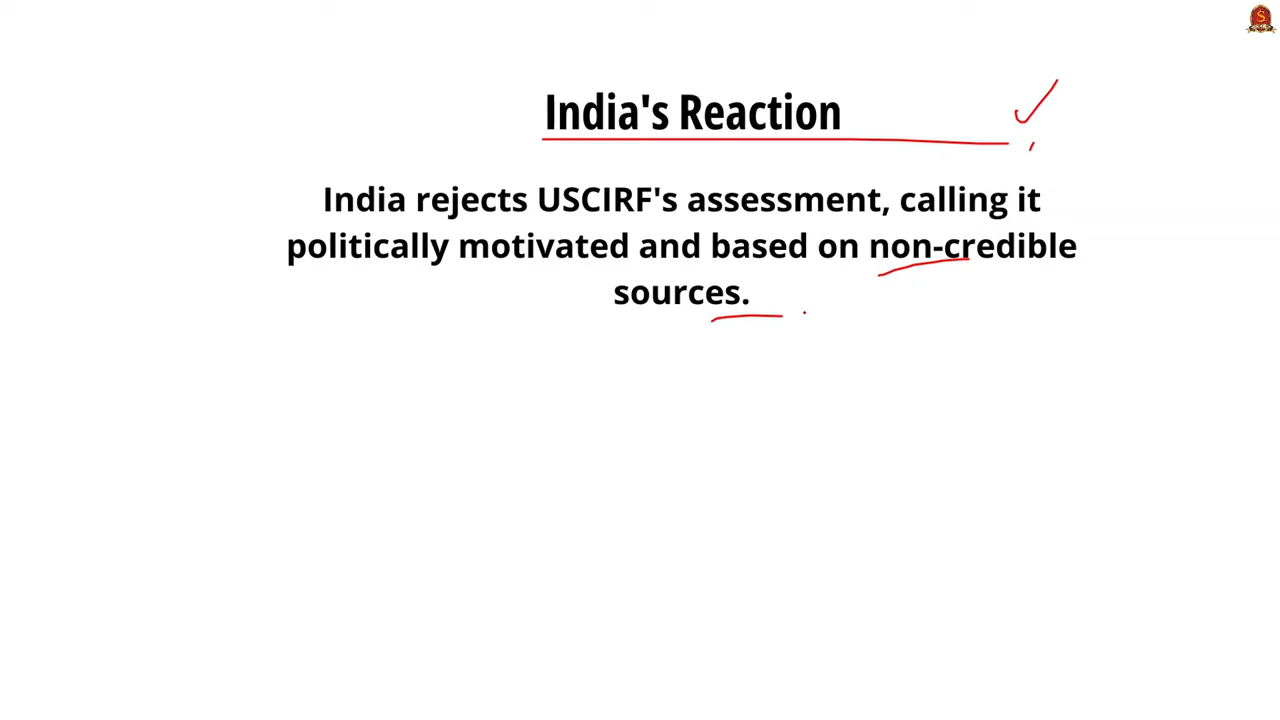 India's Reaction
India rejects USCIRF's assessment, calling it
politically motivated and based on non-credible
sources.